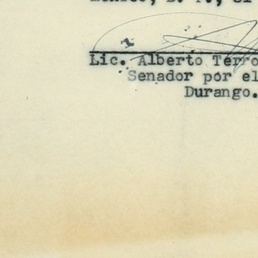 Lic. Alberto Terro
Senador por el
Durango.